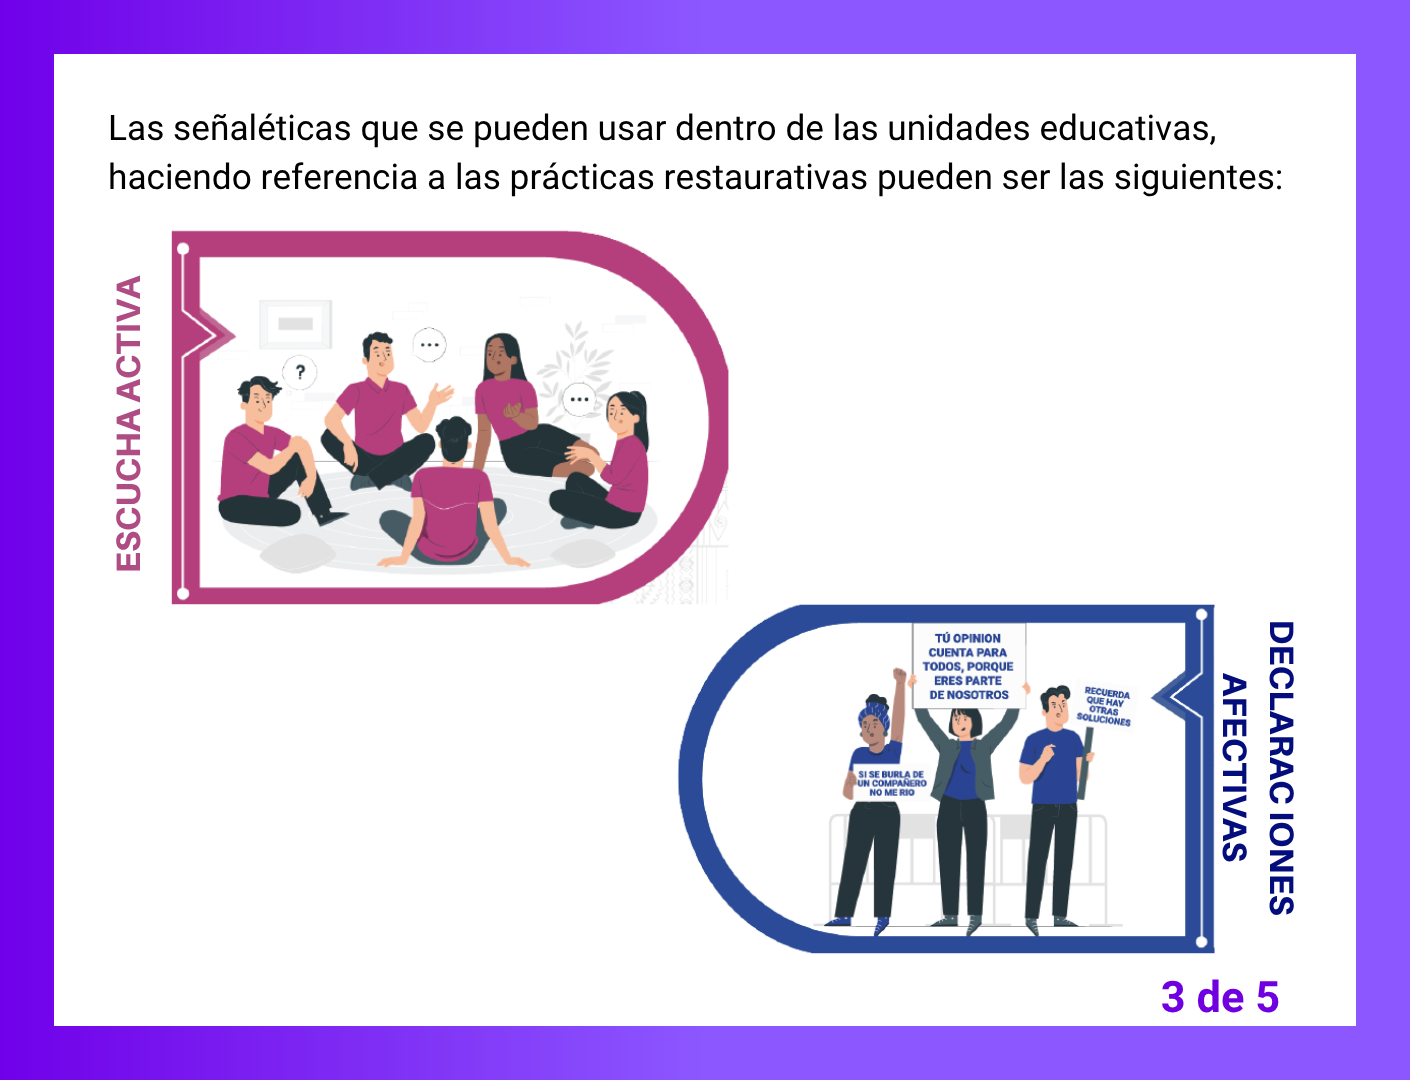 Las señaléticas que se pueden usar dentro de las unidades educativas,
haciendo referencia a las prácticas restaurativas pueden ser las siguientes:
ESCUCHA ACTIVA
?
...
...
TÚ OPINION
CUENTA PARA
TODOS, PORQUE
ERES PARTE
DE NOSOTROS
RECUERDA
QUE HAY
OTRAS
SOLUCIONES
SI SE BURLA DE
UN COMPAÑERO
NO ME RIO
DECLARAC IONES
AFECTIVAS
3 de 5